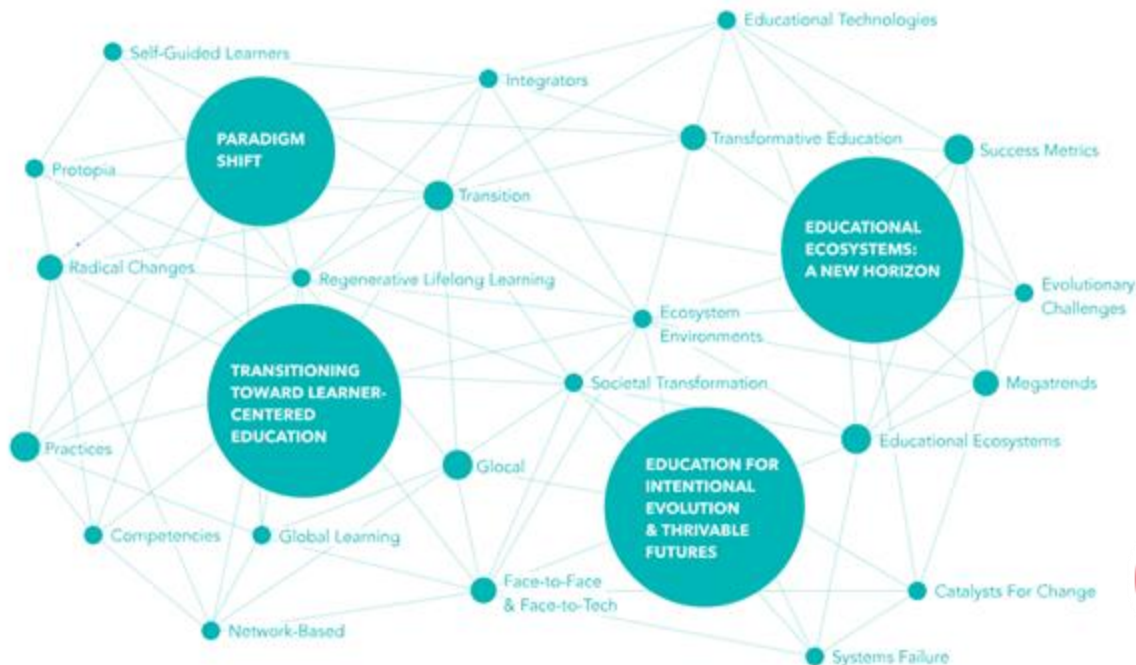 Educational Technologies
Self-Guided Learners
Integrators
PARADIGM
SHIFT
Transformative Education
Success Metrics
Protopia
Transition
EDUCATIONAL
ECOSYSTEMS:
A NEW HORIZON
Radical Changes
Regenerative Lifelong Learning
Evolutionary
Challenges
Ecosystem
Environments
TRANSITIONING
TOWARD LEARNER-
CENTERED
EDUCATION
Societal Transformation
Megatrends
Practices
Glocal
Educational Ecosystems
EDUCATION FOR
INTENTIONAL
EVOLUTION
& THRIVABLE
FUTURES
Competencies
Global Learning
Face-to-Face
& Face-to-Tech
Catalysts For Change
Network-Based
Systems Failure